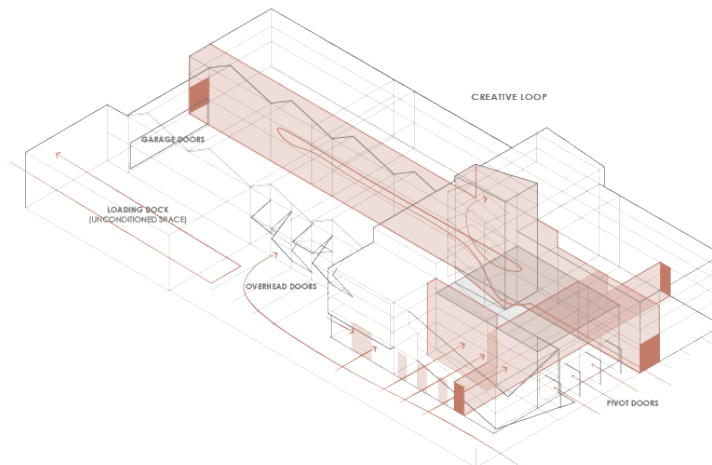 CREATIVE LOOP
GARAGE DOORS
LOADING DOCK
(UNCONDITIONED SPACE)
OVERHEAD DOORS
PIVOT DOORS